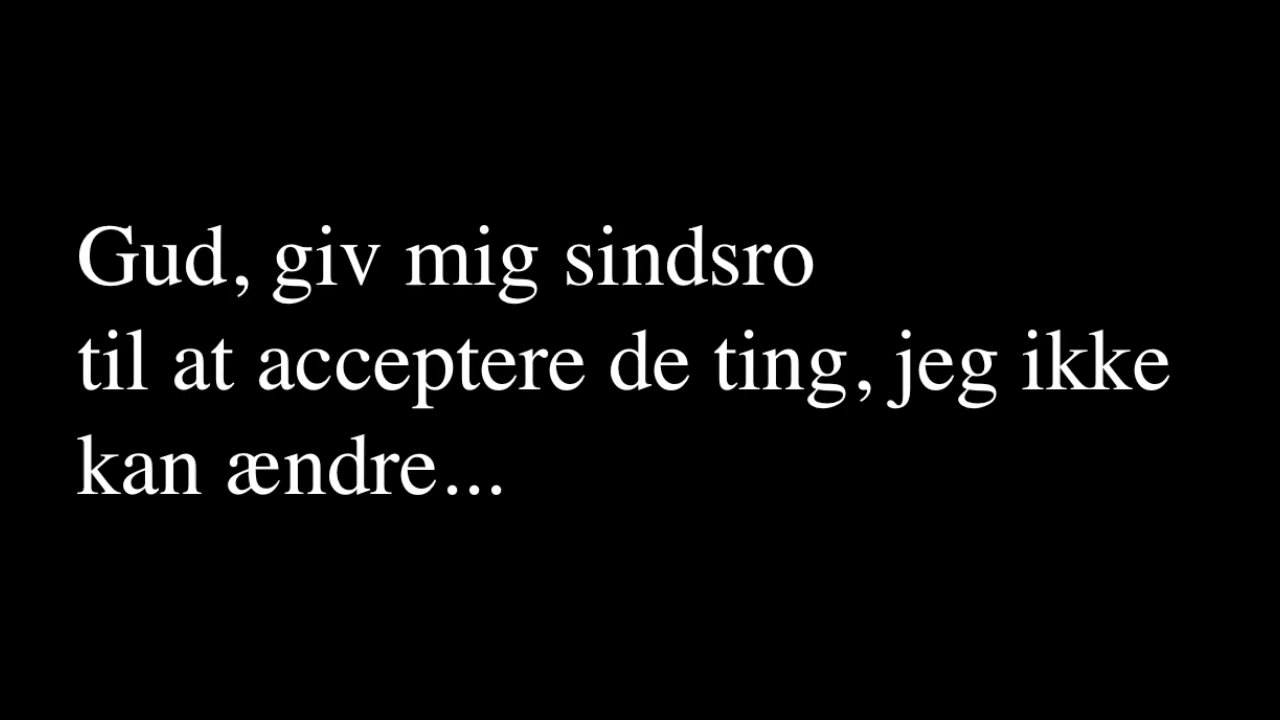 Gud, giv mig sindsro
til at acceptere de ting, jeg ikke
kan ændre...